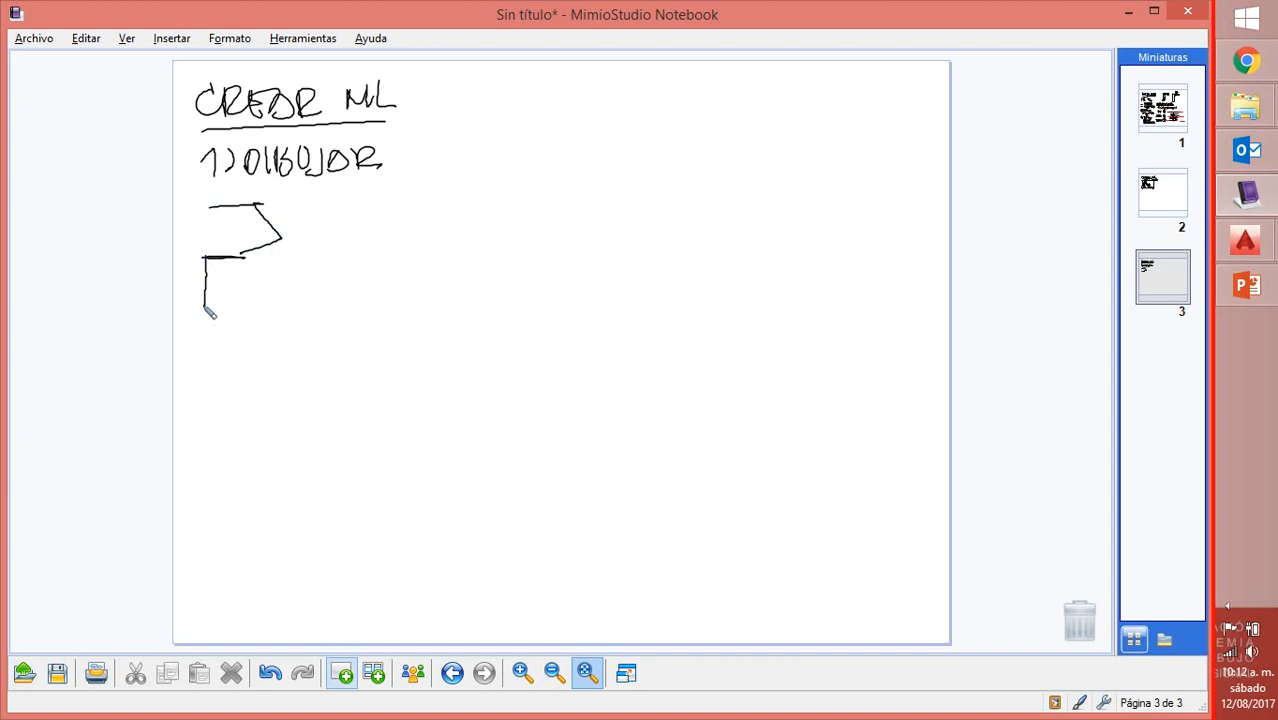 Sin título* - MimioStudio Notebook
Archivo Editar Ver Insertar Formato Herramientas Ayuda
Miniaturas
CREAR ML
1) DIBUJAR
1
2
3
Página 3 de 3
10:12 a. m.
sábado
12/08/2017